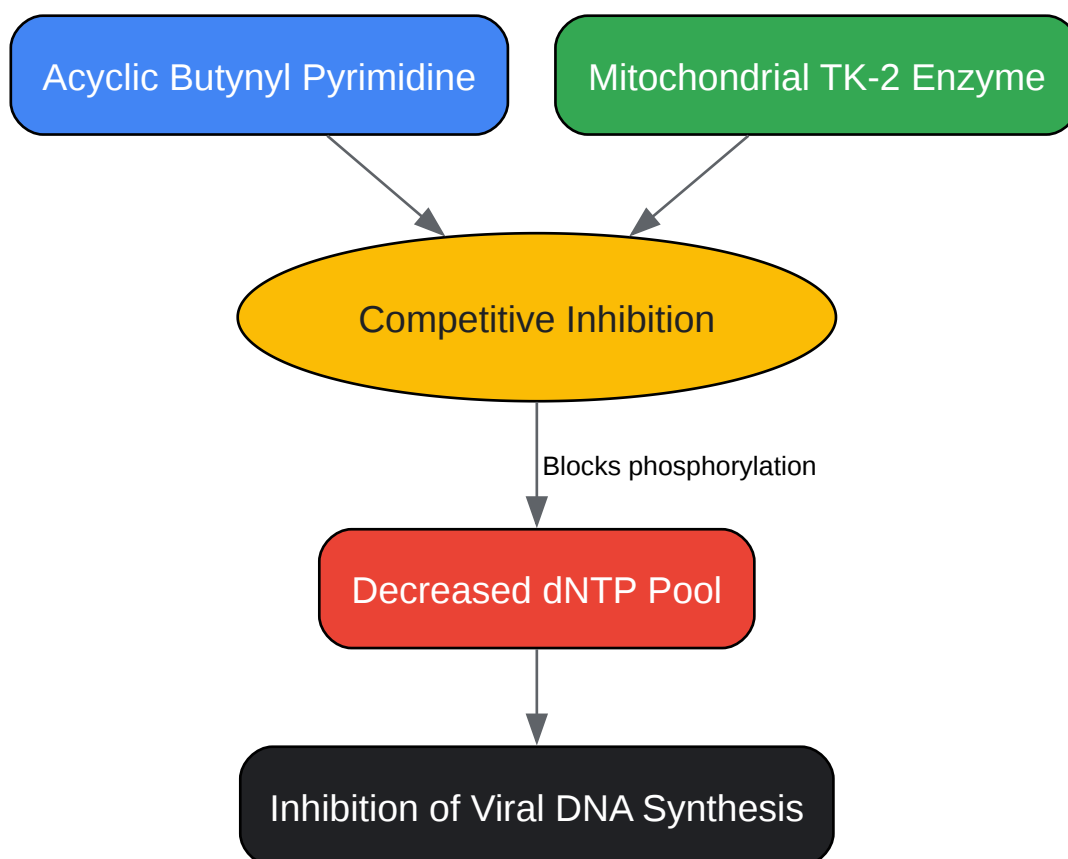 Acyclic Butynyl Pyrimidine
Mitochondrial TK-2 Enzyme
Competitive Inhibition
Blocks phosphorylation
Decreased dNTP Pool
Inhibition of Viral DNA Synthesis